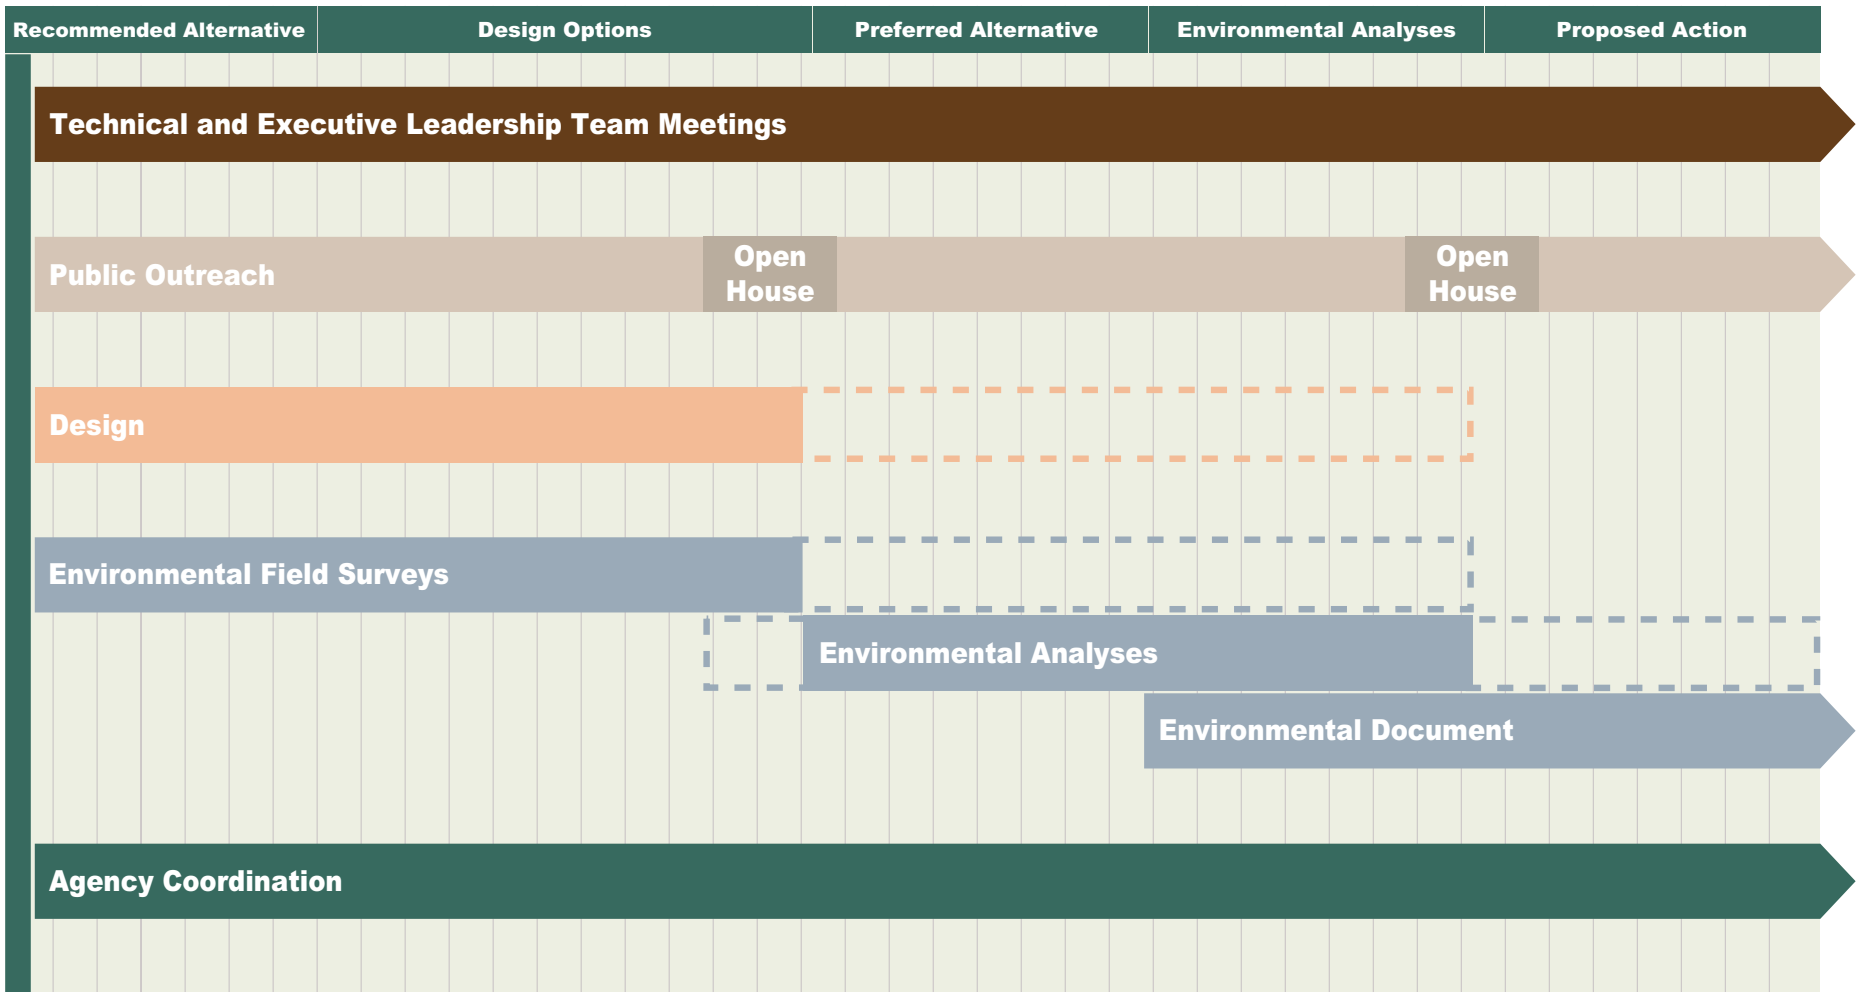 Recommended Alternative
Design Options
Preferred Alternative
Environmental Analyses
Proposed Action
Technical and Executive Leadership Team Meetings
Public Outreach
Open
House
Open
House
Design
Environmental Field Surveys
Environmental Analyses
Environmental Document
Agency Coordination